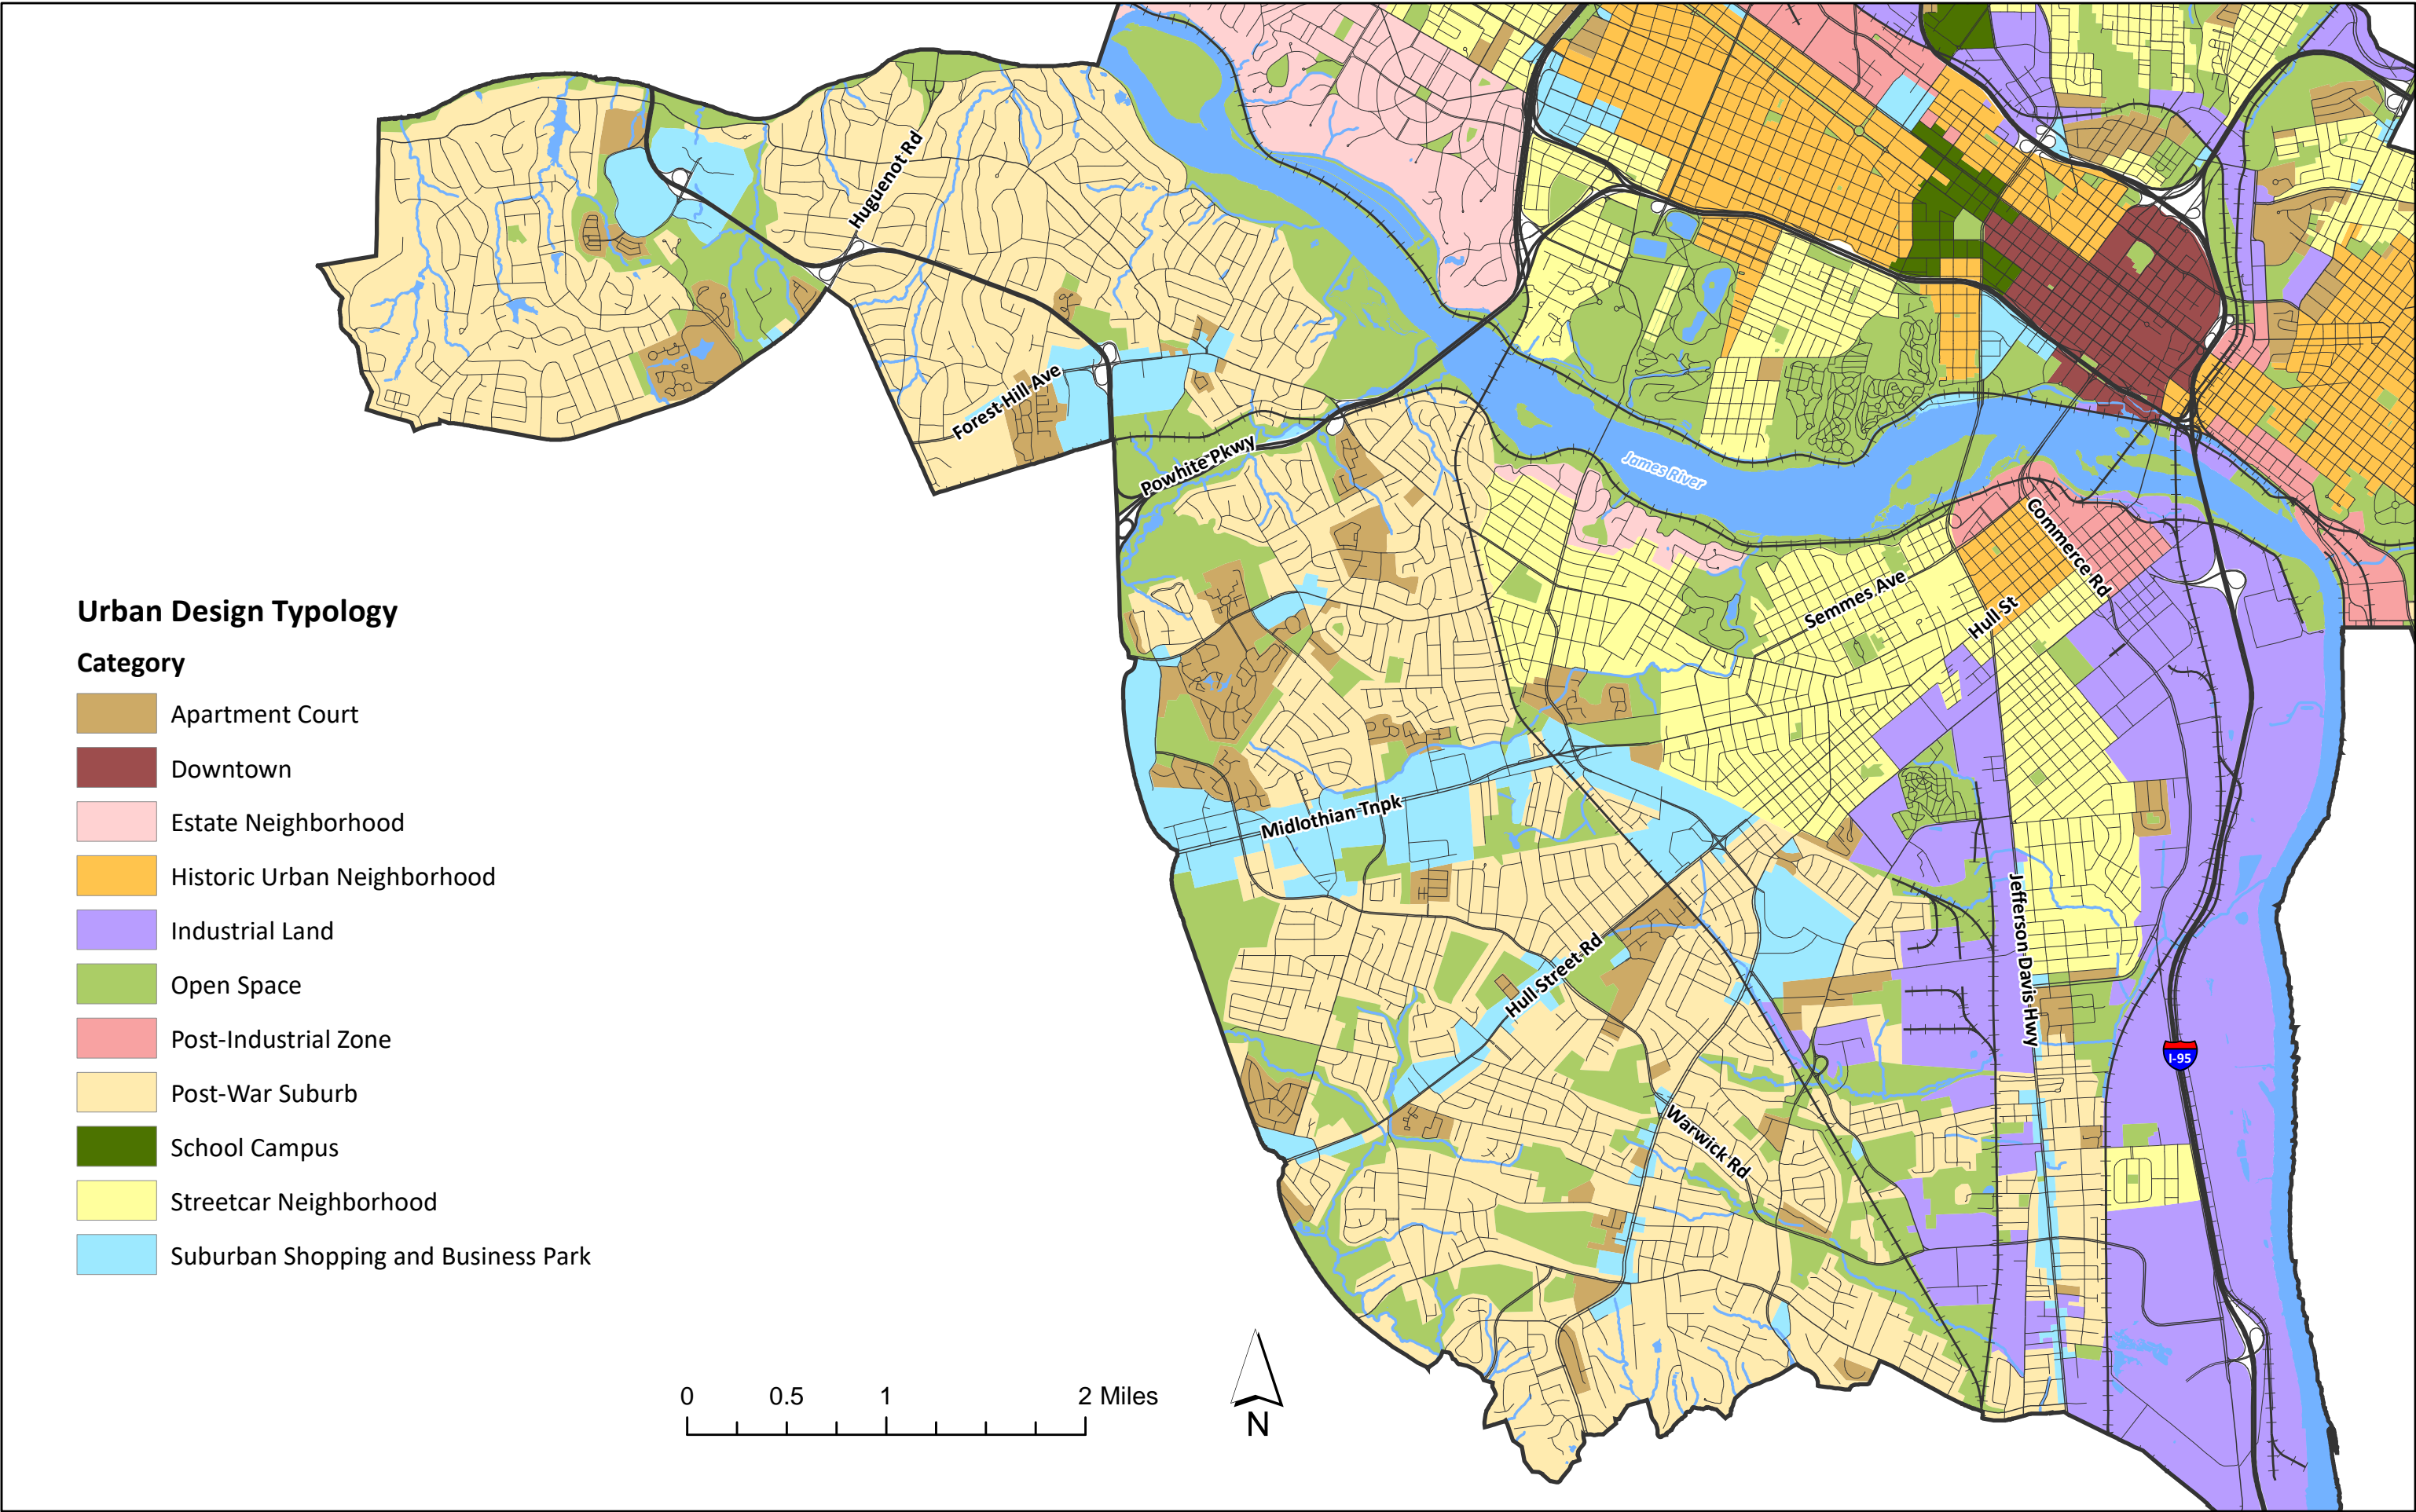 Huguenot Rd
Forest Hill Ave
Powhite Pkwy
James River
Commerce Rd
Semmes Ave
Hull St
Urban Design Typology
Category
Apartment Court
Downtown
Estate Neighborhood
Historic Urban Neighborhood
Industrial Land
Open Space
Post-Industrial Zone
Post-War Suburb
School Campus
Streetcar Neighborhood
Suburban Shopping and Business Park
Midlothian Tnpk
Jefferson Davis Hwy
Hull Street Rd
I-95
Warwick Rd
0 0.5 1 2 Miles
N